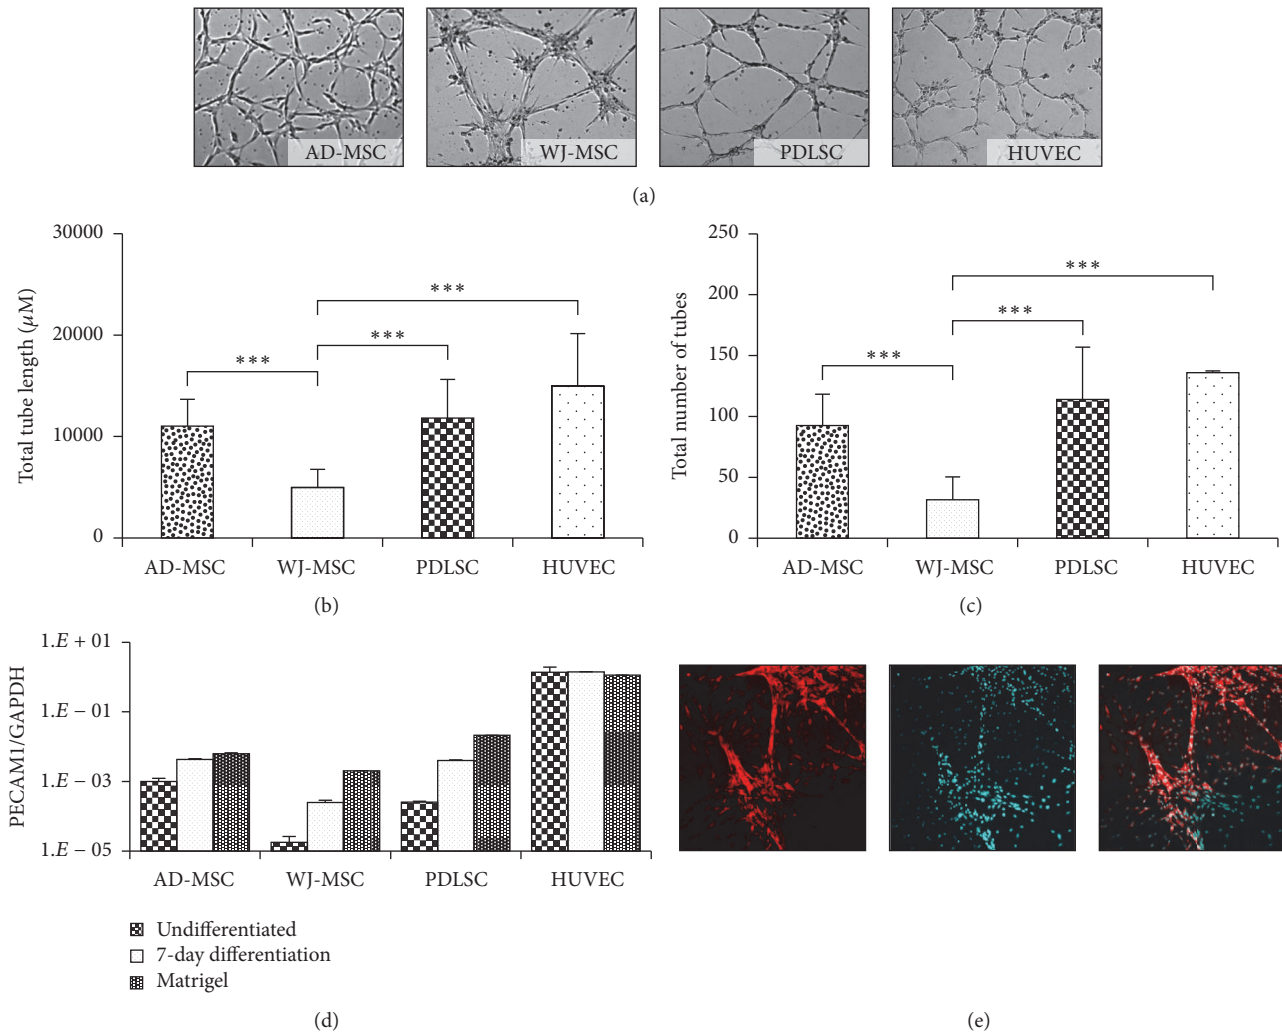 AD-MSC
WJ-MSC
PDLSC
HUVEC
(a)
Total tube length (μM)
30000
20000
10000
0
***
***
***
AD-MSC
WJ-MSC
PDLSC
HUVEC
(b)
Total number of tubes
250
200
150
100
50
0
***
***
***
AD-MSC
WJ-MSC
PDLSC
HUVEC
(c)
PECAM1/GAPDH
1.E + 01
1.E − 01
1.E − 03
1.E − 05
AD-MSC
WJ-MSC
PDLSC
HUVEC
Undifferentiated
7-day differentiation
Matrigel
(d)
(e)